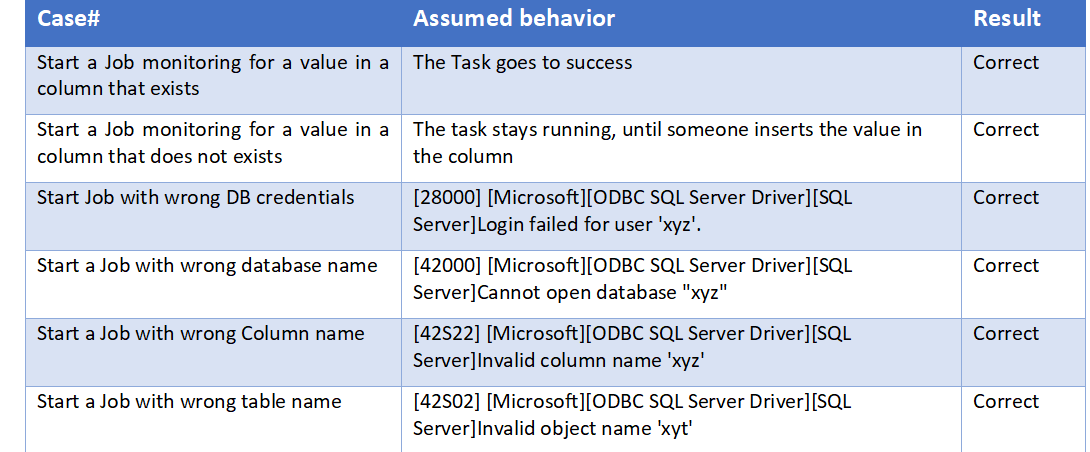 Case# Assumed behavior Result
Start a Job monitoring for a value in a The Task goes to success Correct
column that exists
Start a Job monitoring for a value in a The task stays running, until someone inserts the value in Correct
column that does not exists the column
Start Job with wrong DB credentials [28000] [Microsoft][ODBC SQL Server Driver][SQL Correct
Server]Login failed for user 'xyz'.
Start a Job with wrong database name [42000] [Microsoft][ODBC SQL Server Driver][SQL Correct
Server]Cannot open database "xyz"
Start a Job with wrong Column name [42S22] [Microsoft][ODBC SQL Server Driver][SQL Correct
Server]Invalid column name 'xyz'
Start a Job with wrong table name [42S02] [Microsoft][ODBC SQL Server Driver][SQL Correct
Server]Invalid object name 'xyt'